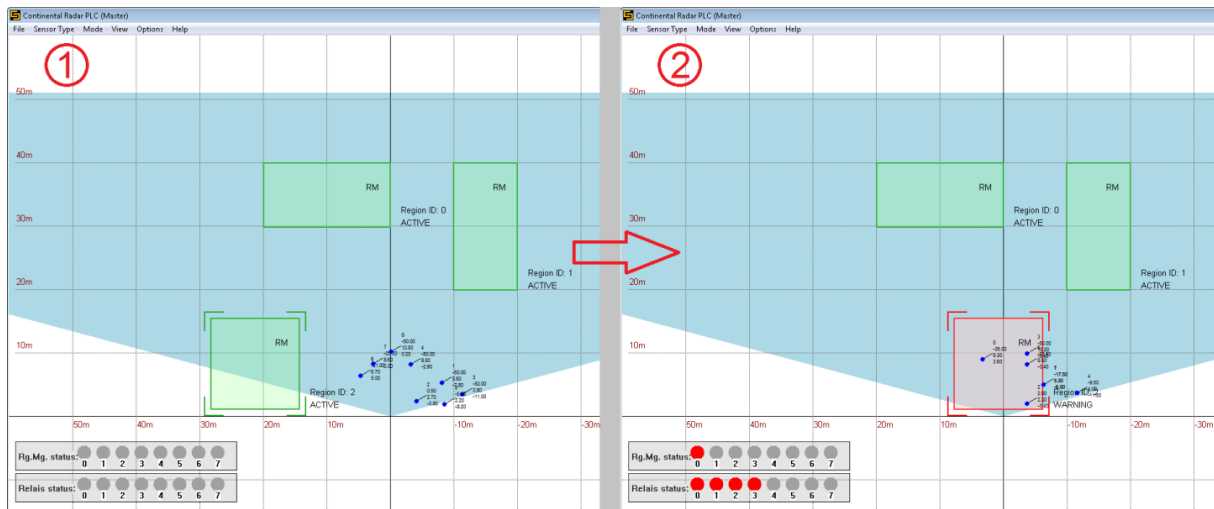 Continental Radar PLC (Master)
File Sensor Type Mode View Options Help
1
50m
40m
RM
RM
30m
Region ID: 0
ACTIVE
20m
Region ID: 1
ACTIVE
10m
RM
Region ID: 2
ACTIVE
50m 40m 30m 20m 10m -10m -20m -30m
Rg.Mg. status: 0 1 2 3 4 5 6 7
Relais status: 0 1 2 3 4 5 6 7
Continental Radar PLC (Master)
File Sensor Type Mode View Options Help
2
50m
40m
RM
RM
30m
Region ID: 0
ACTIVE
20m
Region ID: 1
ACTIVE
10m
RM
WARNING
50m 40m 30m 20m 10m -10m -20m -30m
Rg.Mg. status: 0 1 2 3 4 5 6 7
Relais status: 0 1 2 3 4 5 6 7